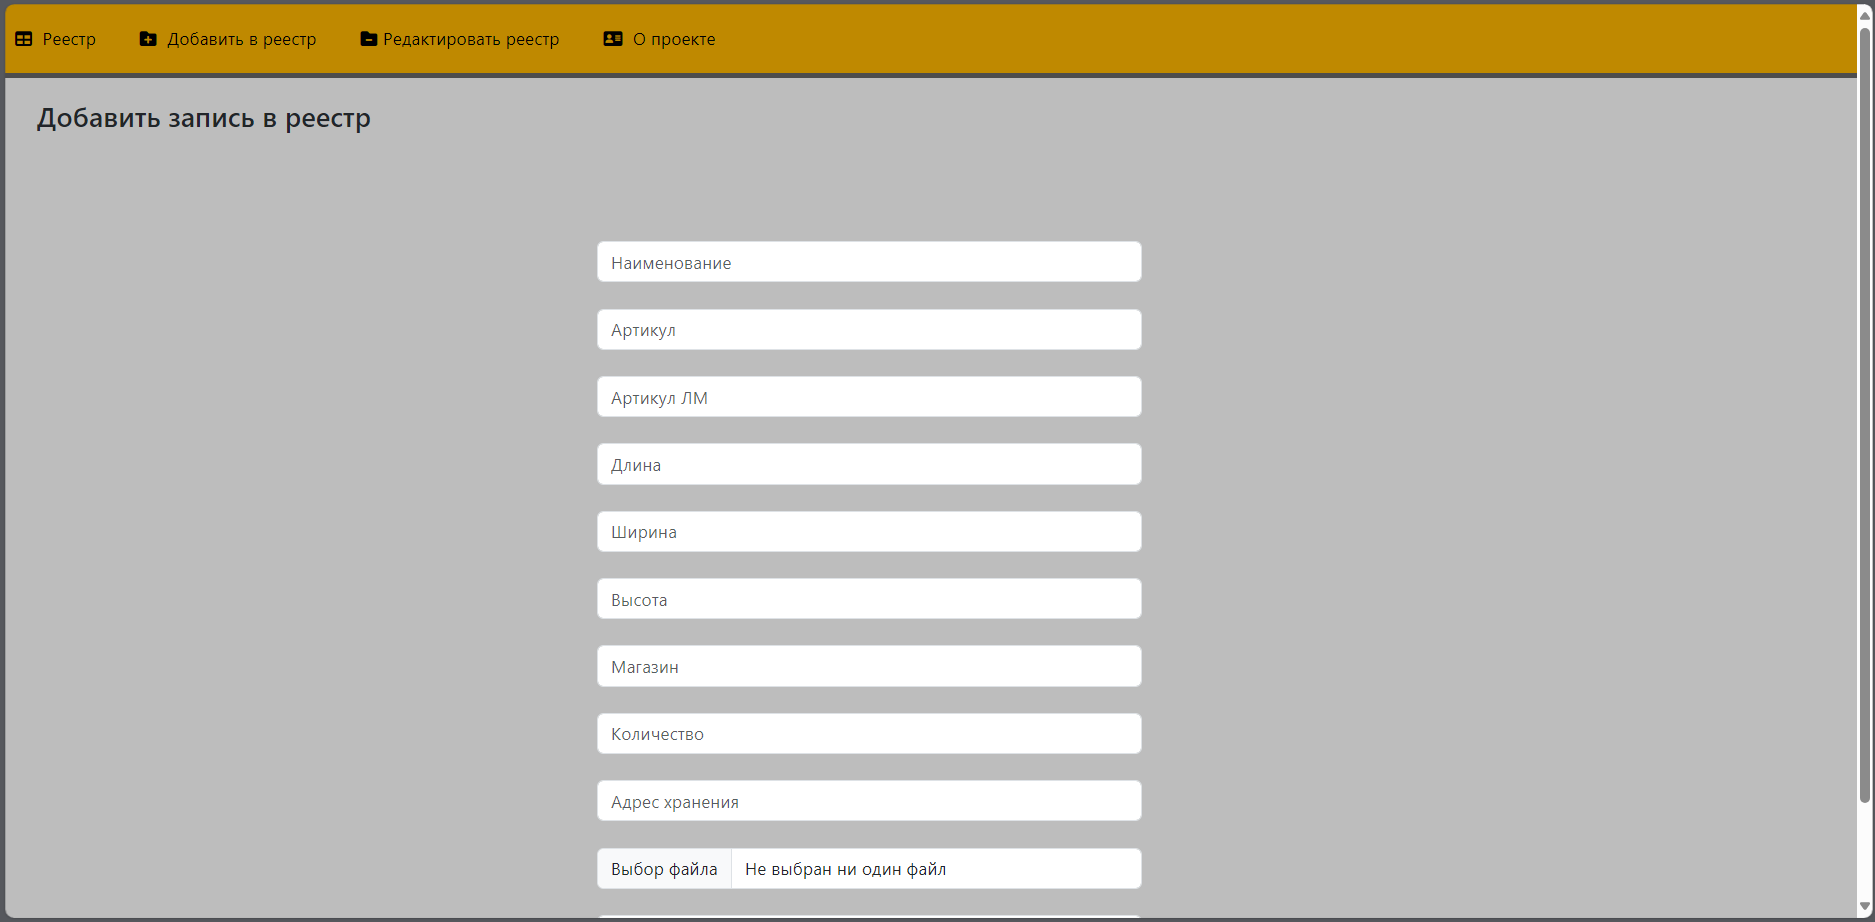 Реестр Добавить в реестр Редактировать реестр О проекте
Добавить запись в реестр
Наименование
Артикул
Артикул ЛМ
Длина
Ширина
Высота
Магазин
Количество
Адрес хранения
Выбор файла Не выбран ни один файл